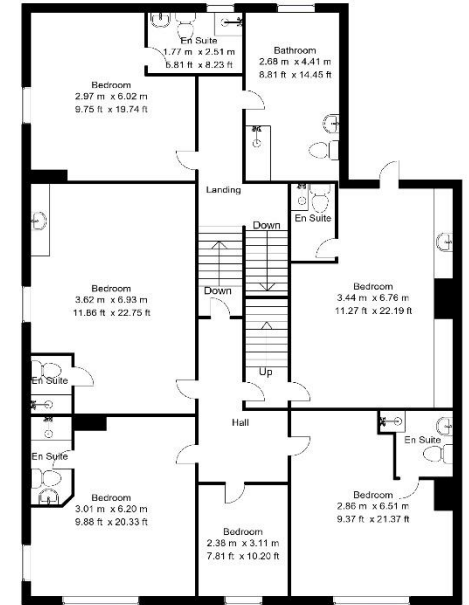 En Suite
1.77 m x 2.51 m
5.81 ft x 8.23 ft
Bathroom
2.68 m x 4.41 m
8.81 ft x 14.45 ft
Bedroom
2.97 m x 6.02 m
9.75 ft x 19.74 ft
Landing
En Suite
Down
Down
Bedroom
3.62 m x 6.93 m
11.86 ft x 22.75 ft
Bedroom
3.44 m x 6.76 m
11.27 ft x 22.19 ft
Up
En Suite
Hall
En Suite
En Suite
Bedroom
3.01 m x 6.20 m
9.88 ft x 20.33 ft
Bedroom
2.86 m x 6.51 m
9.37 ft x 21.37 ft
Bedroom
2.38 m x 3.11 m
7.81 ft x 10.20 ft